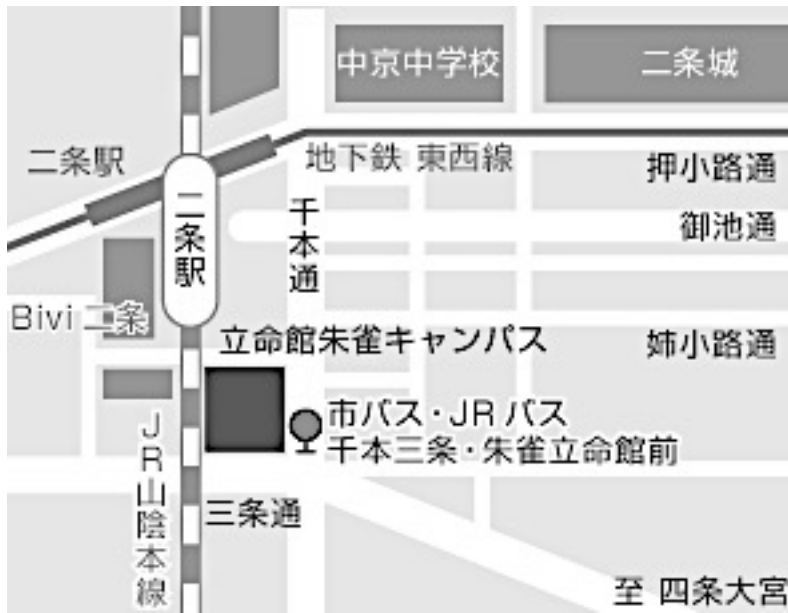 中京中学校
二条城
二条駅
地下鉄 東西線
押小路通
二条駅
千本通
御池通
Bivi 二条
立命館朱雀キャンパス
姉小路通
市バス・JR バス
千本三条・朱雀立命館前
JR山陰本線
三条通
至 四条大宮